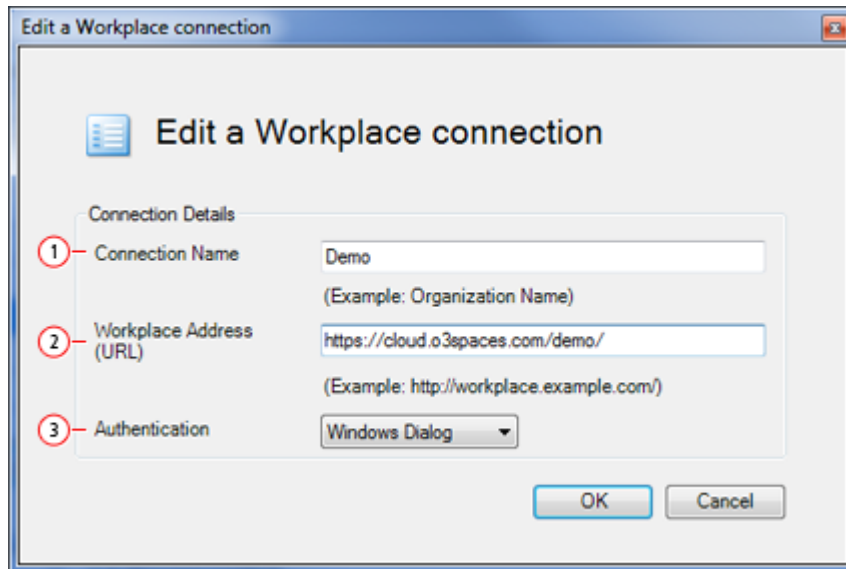 Edit a Workplace connection
Edit a Workplace connection
Connection Details
1 Connection Name Demo
(Example: Organization Name)
2 Workplace Address
(URL) https://cloud.o3spaces.com/demo/
(Example: http://workplace.example.com/)
3 Authentication Windows Dialog
OK Cancel